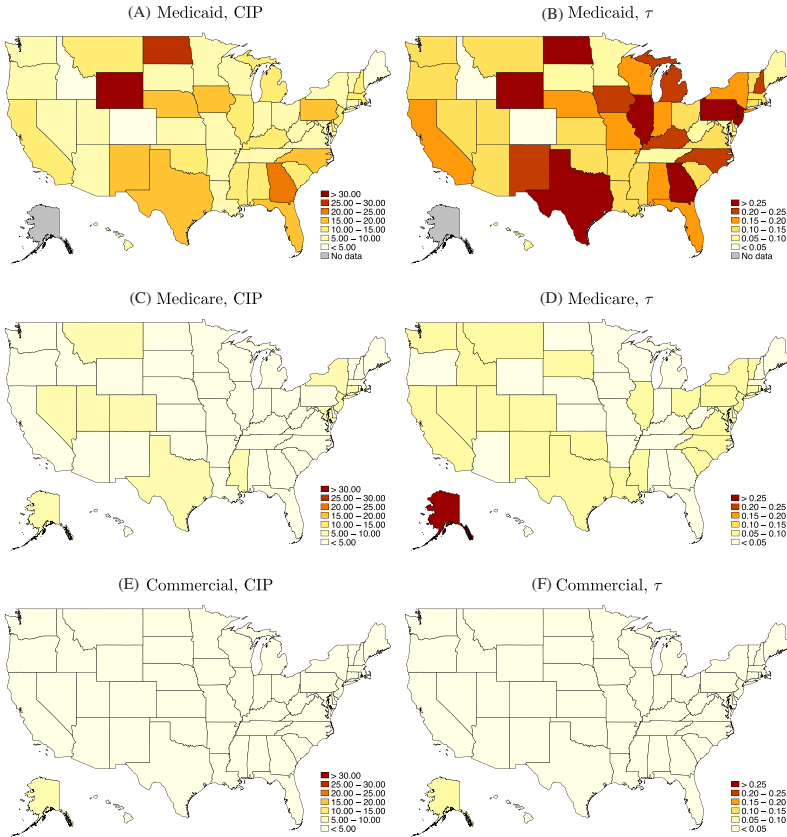 (A) Medicaid, CIP
(B) Medicaid, τ
> 30.00
25.00 – 30.00
20.00 – 25.00
15.00 – 20.00
10.00 – 15.00
5.00 – 10.00
< 5.00
No data
> 0.25
0.20 – 0.25
0.15 – 0.20
0.10 – 0.15
0.05 – 0.10
< 0.05
No data
(C) Medicare, CIP
(D) Medicare, τ
> 30.00
25.00 – 30.00
20.00 – 25.00
15.00 – 20.00
10.00 – 15.00
5.00 – 10.00
< 5.00
> 0.25
0.20 – 0.25
0.15 – 0.20
0.10 – 0.15
0.05 – 0.10
< 0.05
(E) Commercial, CIP
(F) Commercial, τ
> 30.00
25.00 – 30.00
20.00 – 25.00
15.00 – 20.00
10.00 – 15.00
5.00 – 10.00
< 5.00
> 0.25
0.20 – 0.25
0.15 – 0.20
0.10 – 0.15
0.05 – 0.10
< 0.05